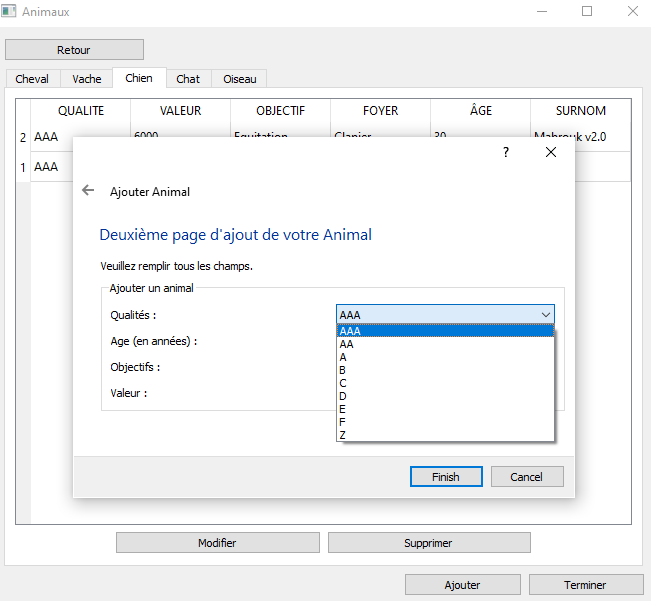 Animaux
Retour
Cheval Vache Chien Chat Oiseau
QUALITE VALEUR OBJECTIF FOYER ÂGE SURNOM
2 AAA 6000 Equitation Clapier 20 Mabrouk v2.0
1 AAA
?
Ajouter Animal
Deuxième page d'ajout de votre Animal
Veuillez remplir tous les champs.
Ajouter un animal
Qualités : AAA
AAA
Age (en années) : AA
A
Objectifs : B
C
Valeur : D
E
F
Z
Finish Cancel
Modifier Supprimer
Ajouter Terminer